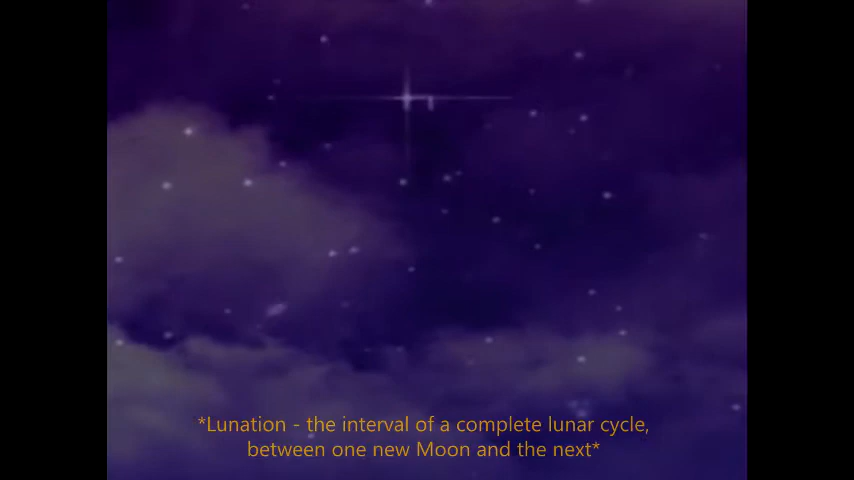 *Lunation - the interval of a complete lunar cycle,
between one new Moon and the next*